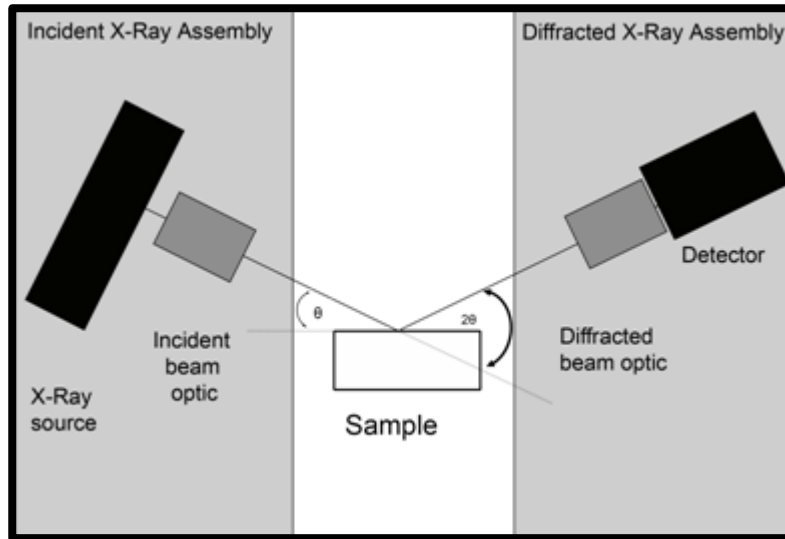 Incident X-Ray Assembly
Diffracted X-Ray Assembly
Detector
θ
2θ
Incident
beam
optic
Diffracted
beam optic
X-Ray
source
Sample